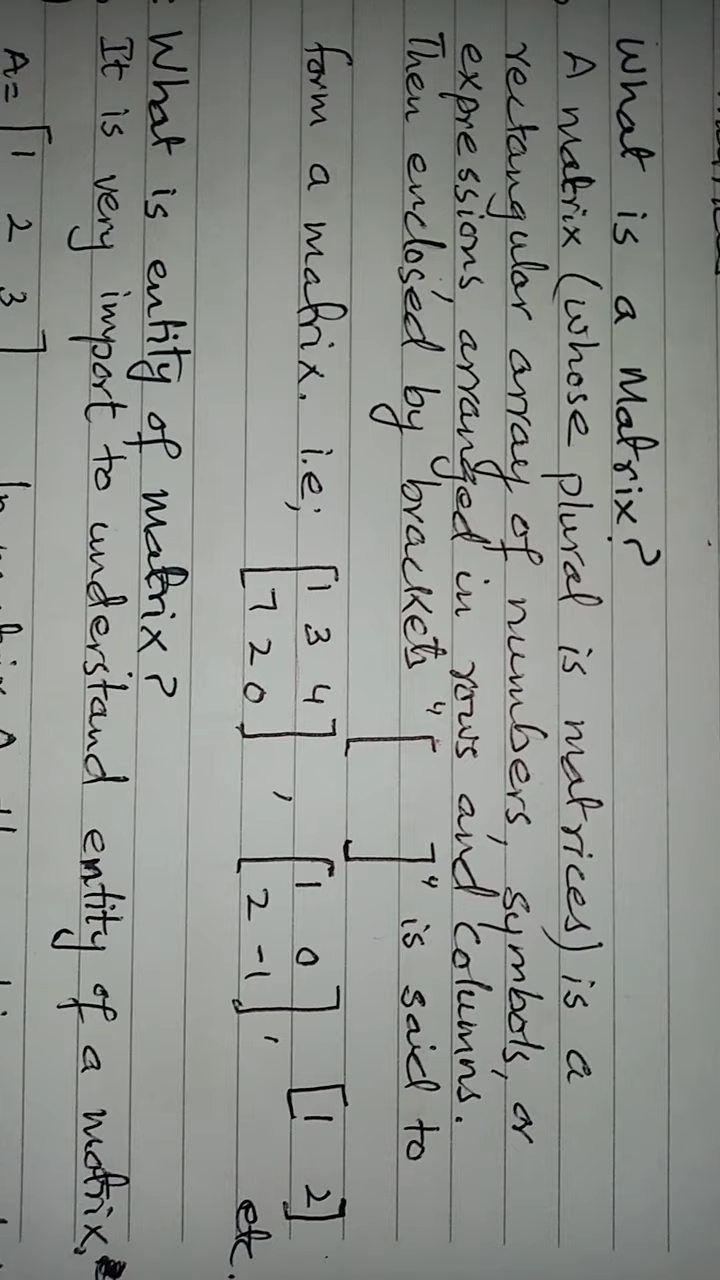 What is a Matrix?
A matrix (whose plural is matrices) is a
rectangular array of numbers, symbols, or
expressions arranged in rows and columns.
Then enclosed by brackets "[ ]" is said to
form a matrix. i.e; [1 3 4 7 2 0], [1 0 2 -1], [1 2] etc.
: What is entity of matrix?
It is very import to understand entity of a matrix.
A = [1 2 3]